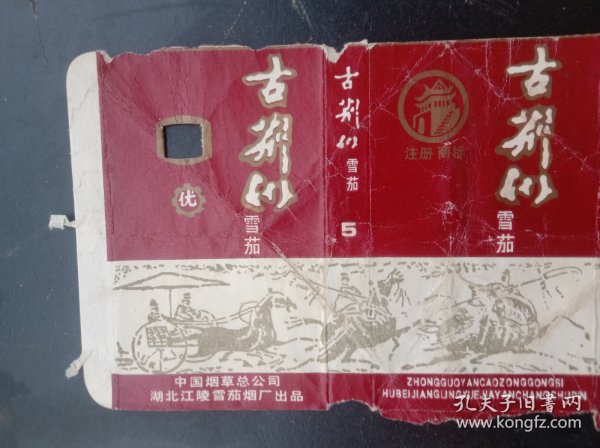 古荆州
雪茄
优
中国烟草总公司
湖北江陵雪茄烟厂出品
古荆州
雪茄
5
注册商标
古荆州
雪茄
ZHONGGUOYANCAOZONGGONGSI
HUBEIJIANGLINGXUEJIAYANCHANGCHUPIN
孔夫子旧书网
www.kongfz.com